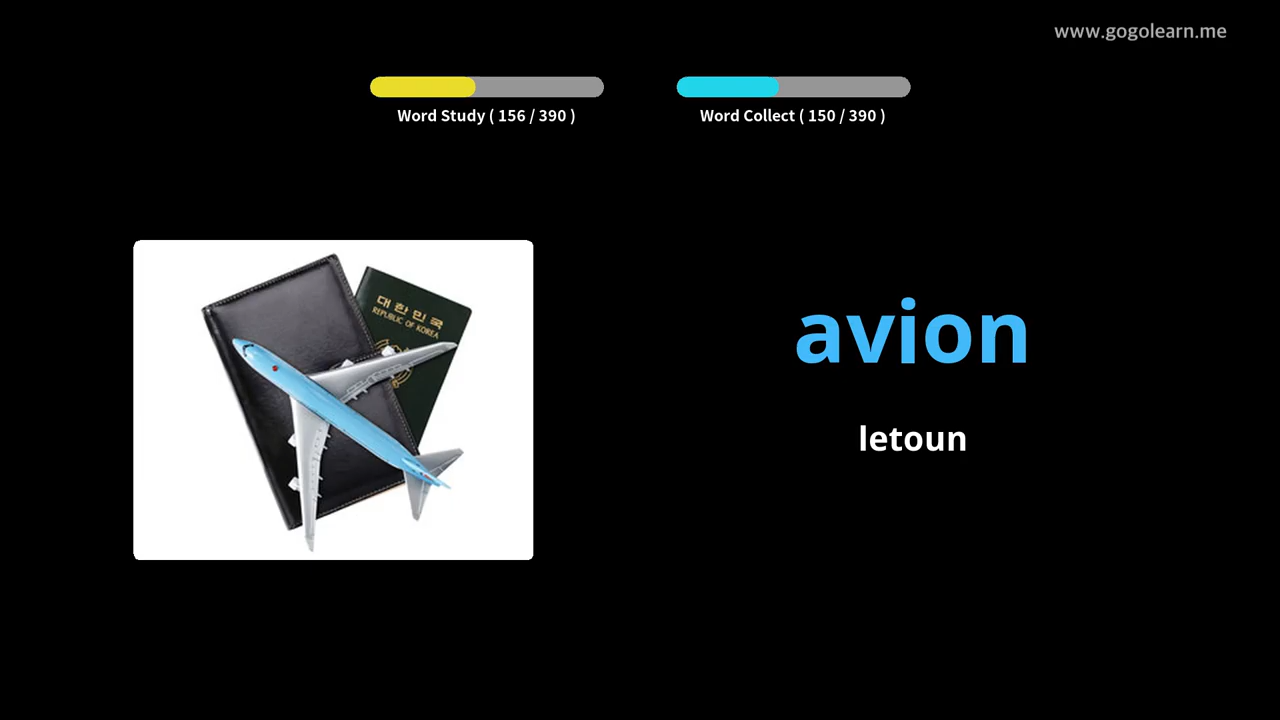 www.gogolearn.me
Word Study ( 156 / 390 )
Word Collect ( 150 / 390 )
대한민국
REPUBLIC OF KOREA
avion
letoun